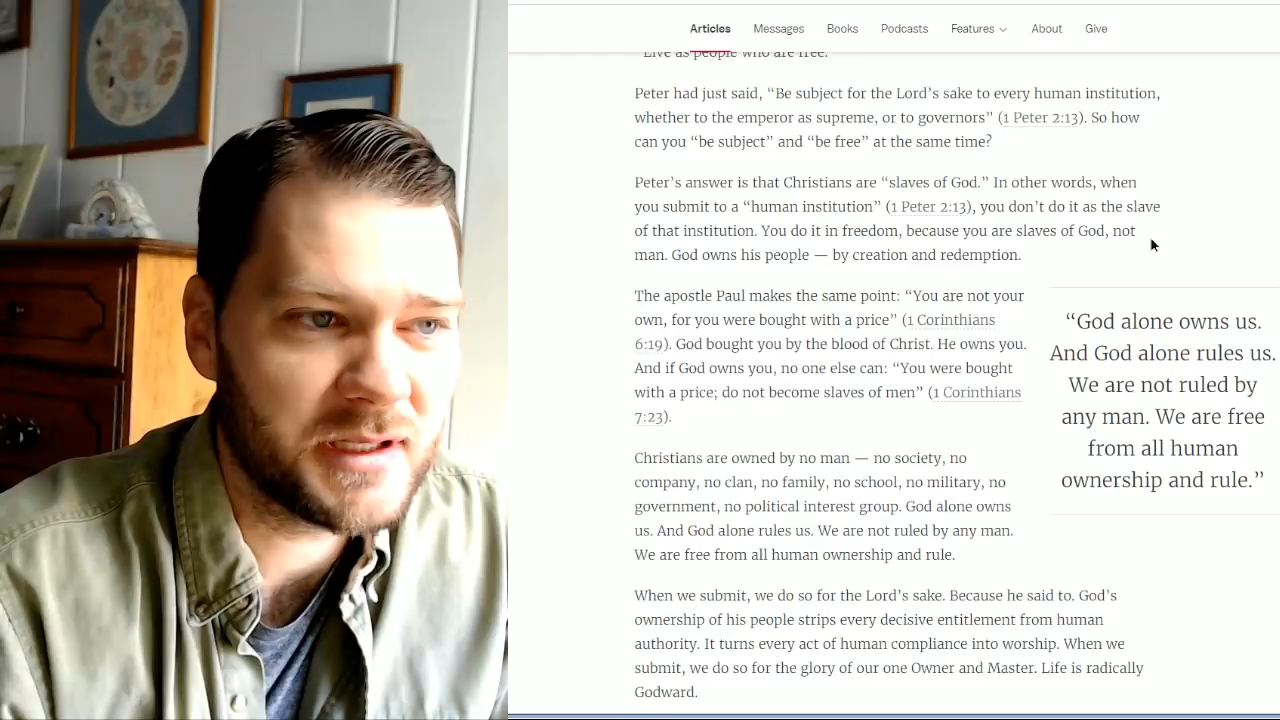 Articles Messages Books Podcasts Features About Give
Live as people who are free.
Peter had just said, “Be subject for the Lord’s sake to every human institution,
whether to the emperor as supreme, or to governors” (1 Peter 2:13). So how
can you “be subject” and “be free” at the same time?
Peter’s answer is that Christians are “slaves of God.” In other words, when
you submit to a “human institution” (1 Peter 2:13), you don’t do it as the slave
of that institution. You do it in freedom, because you are slaves of God, not
man. God owns his people — by creation and redemption.
The apostle Paul makes the same point: “You are not your
own, for you were bought with a price” (1 Corinthians
6:19). God bought you by the blood of Christ. He owns you.
And if God owns you, no one else can: “You were bought
with a price; do not become slaves of men” (1 Corinthians
7:23).
“God alone owns us.
And God alone rules us.
We are not ruled by
any man. We are free
from all human
ownership and rule.”
Christians are owned by no man — no society, no
company, no clan, no family, no school, no military, no
government, no political interest group. God alone owns
us. And God alone rules us. We are not ruled by any man.
We are free from all human ownership and rule.
When we submit, we do so for the Lord’s sake. Because he said to. God’s
ownership of his people strips every decisive entitlement from human
authority. It turns every act of human compliance into worship. When we
submit, we do so for the glory of our one Owner and Master. Life is radically
Godward.